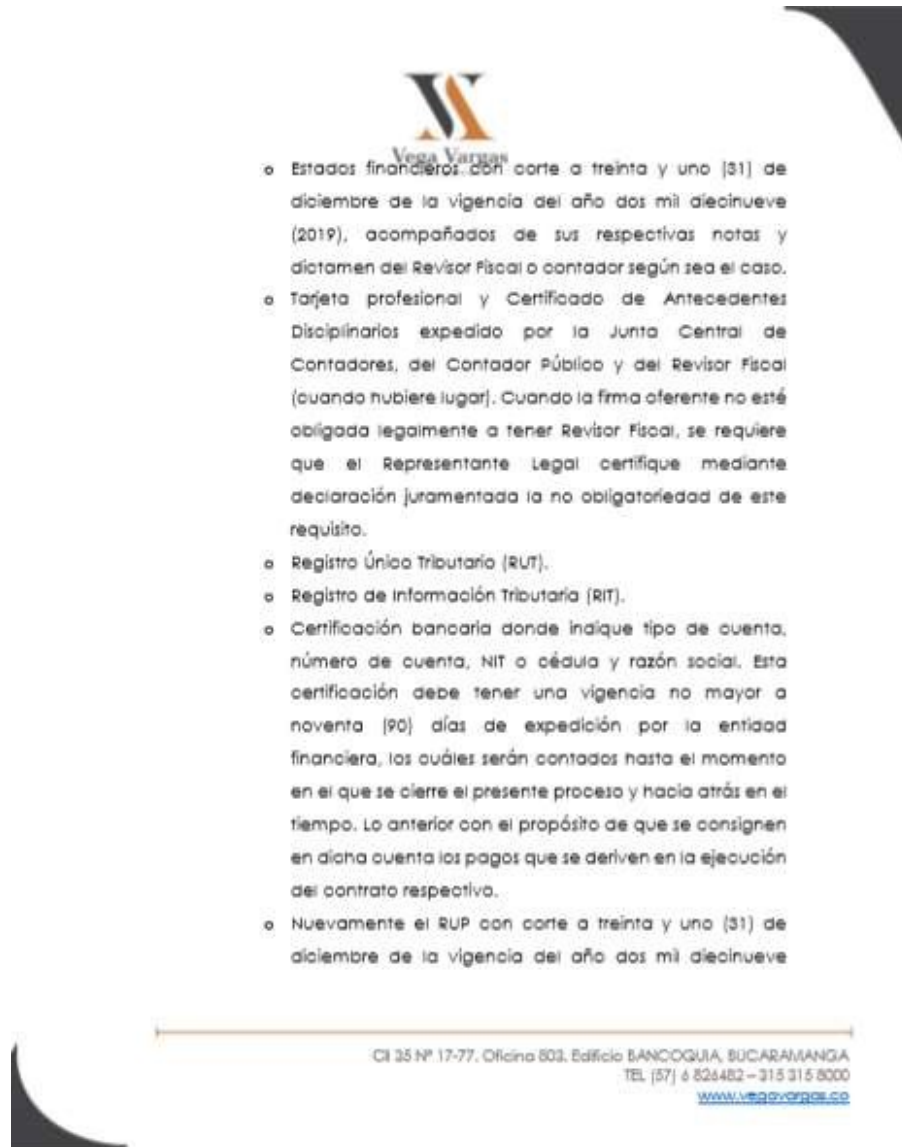 Vega Vargas
o Estados financieros con corte a treinta y uno (31) de
diciembre de la vigencia del año dos mil diecinueve
(2019), acompañados de sus respectivas notas y
dictamen del Revisor Fiscal o contador según sea el caso.
o Tarjeta profesional y Certificado de Antecedentes
Disciplinarios expedido por la Junta Central de
Contadores, del Contador Público y del Revisor Fiscal
(cuando hubiere lugar). Cuando la firma oferente no esté
obligada legalmente a tener Revisor Fiscal, se requiere
que el Representante Legal certifique mediante
declaración juramentada la no obligatoriedad de este
requisito.
o Registro Único Tributario (RUT).
o Registro de Información Tributaria (RIT).
o Certificación bancaria donde indique tipo de cuenta,
número de cuenta, NIT o cédula y razón social. Esta
certificación debe tener una vigencia no mayor a
noventa (90) días de expedición por la entidad
financiera, los cuáles serán contados hasta el momento
en el que se cierre el presente proceso y hacia atrás en el
tiempo. Lo anterior con el propósito de que se consignen
en dicha cuenta los pagos que se deriven en la ejecución
del contrato respectivo.
o Nuevamente el RUP con corte a treinta y uno (31) de
diciembre de la vigencia del año dos mil diecinueve
Cll 35 Nº 17-77. Oficina 803. Edificio BANCOQUIA, BUCARAMANGA
TEL (57) 6 826482 – 315 315 8000
www.vegavargas.co